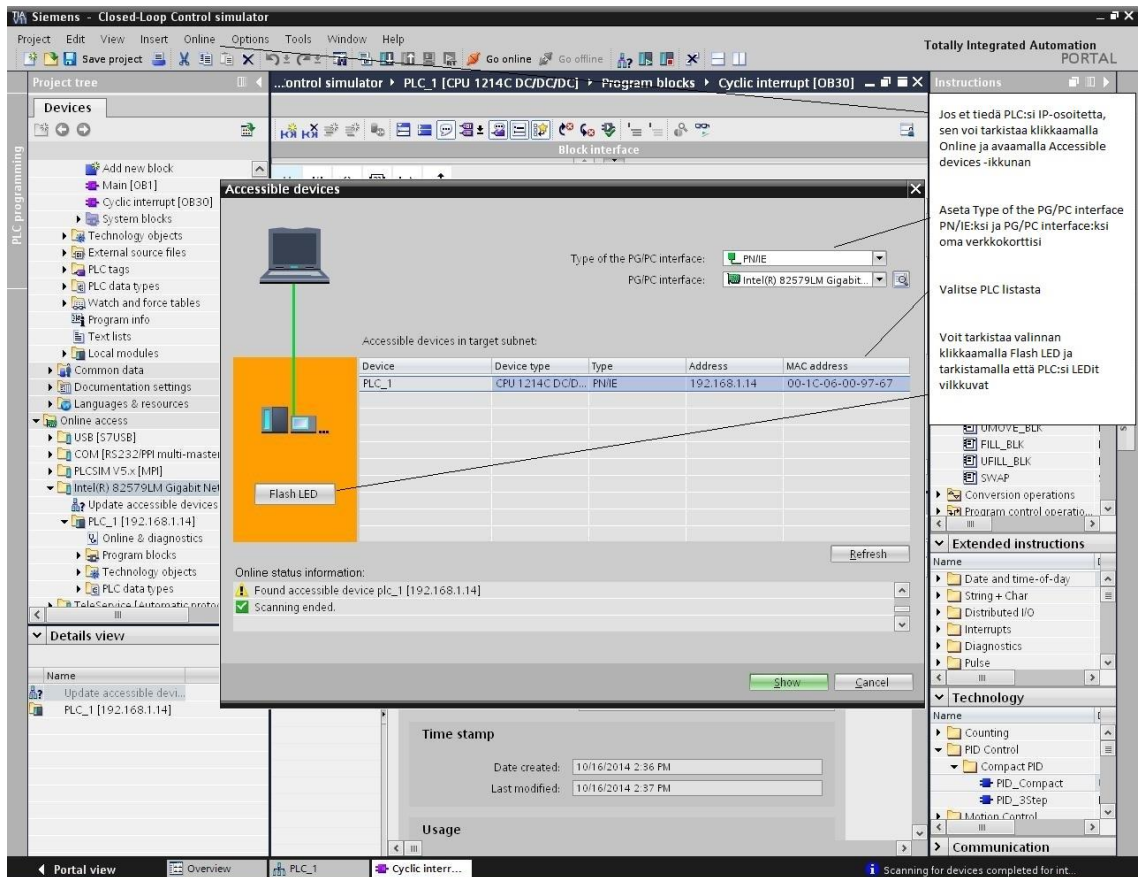 Siemens - Closed-Loop Control simulator
Project Edit View Insert Online Options Tools Window Help
Save project Go online Go offline
Totally Integrated Automation
PORTAL
Project tree
...ontrol simulator PLC_1 [CPU 1214C DC/DC/DC] Program blocks Cyclic interrupt [OB30]
Instructions
Devices
PLC programming
Block interface
Add new block
Main [OB1]
Cyclic interrupt [OB30]
System blocks
Technology objects
External source files
PLC tags
PLC data types
Watch and force tables
Program info
Text lists
Local modules
Common data
Documentation settings
Languages & resources
Online access
USB [S7USB]
COM [RS232/PPI multi-master
PLCSIM V5.x [MPI]
Intel(R) 82579LM Gigabit Net
Update accessible devices
PLC_1 [192.168.1.14]
Online & diagnostics
Program blocks
Technology objects
PLC data types
TeleService [Automatic proto
Details view
Name
Update accessible devi...
PLC_1 [192.168.1.14]
Accessible devices
Type of the PG/PC interface: PN/IE
PG/PC interface: Intel(R) 82579LM Gigabit...
Accessible devices in target subnet:
Device Device type Type Address MAC address
PLC_1 CPU 1214C DC/D... PN/IE 192.168.1.14 00-1C-06-00-97-67
Flash LED
Refresh
Online status information:
Found accessible device plc_1 [192.168.1.14]
Scanning ended.
Show Cancel
Time stamp
Date created: 10/16/2014 2:36 PM
Last modified: 10/16/2014 2:37 PM
Usage
Jos et tiedä PLC:si IP-osoitetta,
sen voi tarkistaa klikkaamalla
Online ja avaamalla Accessible
devices -ikkunan
Aseta Type of the PG/PC interface
PN/IE:ksi ja PG/PC interface:ksi
oma verkkokorttisi
Valitse PLC listasta
Voit tarkistaa valinnan
klikkaamalla Flash LED ja
tarkistamalla että PLC:si LEDit
vilkkuvat
UMOVE_BLK
FILL_BLK
UFILL_BLK
SWAP
Conversion operations
Program control operatio...
Extended instructions
Name
Date and time-of-day
String + Char
Distributed I/O
Interrupts
Diagnostics
Pulse
Technology
Name
Counting
PID Control
Compact PID
PID_Compact
PID_3Step
Motion Control
Communication
Portal view Overview PLC_1 Cyclic interr...
Scanning for devices completed for int...